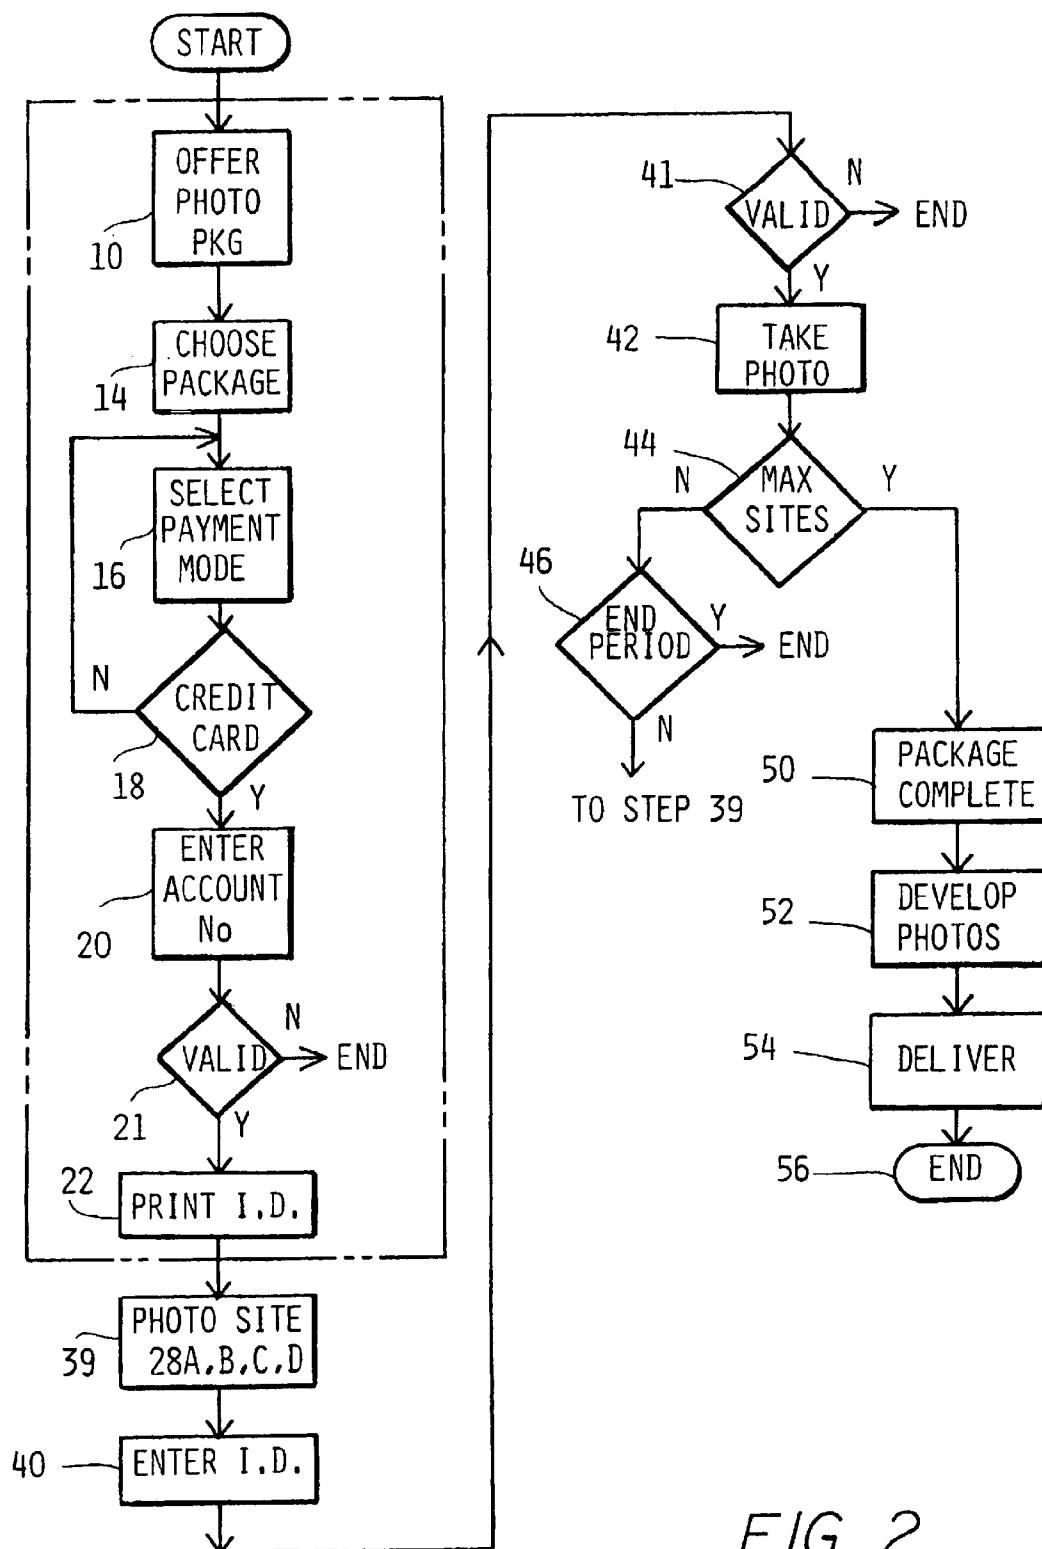 START
OFFER
PHOTO
PKG
10
CHOOSE
PACKAGE
14
SELECT
PAYMENT
MODE
16
N
CREDIT
CARD
18
Y
ENTER
ACCOUNT
No
20
VALID
N
END
21
Y
22
PRINT I.D.
PHOTO SITE
28A,B,C,D
39
40
ENTER I.D.
41
VALID
N
END
Y
42
TAKE
PHOTO
44
N
MAX
SITES
Y
46
END
PERIOD
Y
END
N
TO STEP 39
50
PACKAGE
COMPLETE
52
DEVELOP
PHOTOS
54
DELIVER
56
END
FIG 2